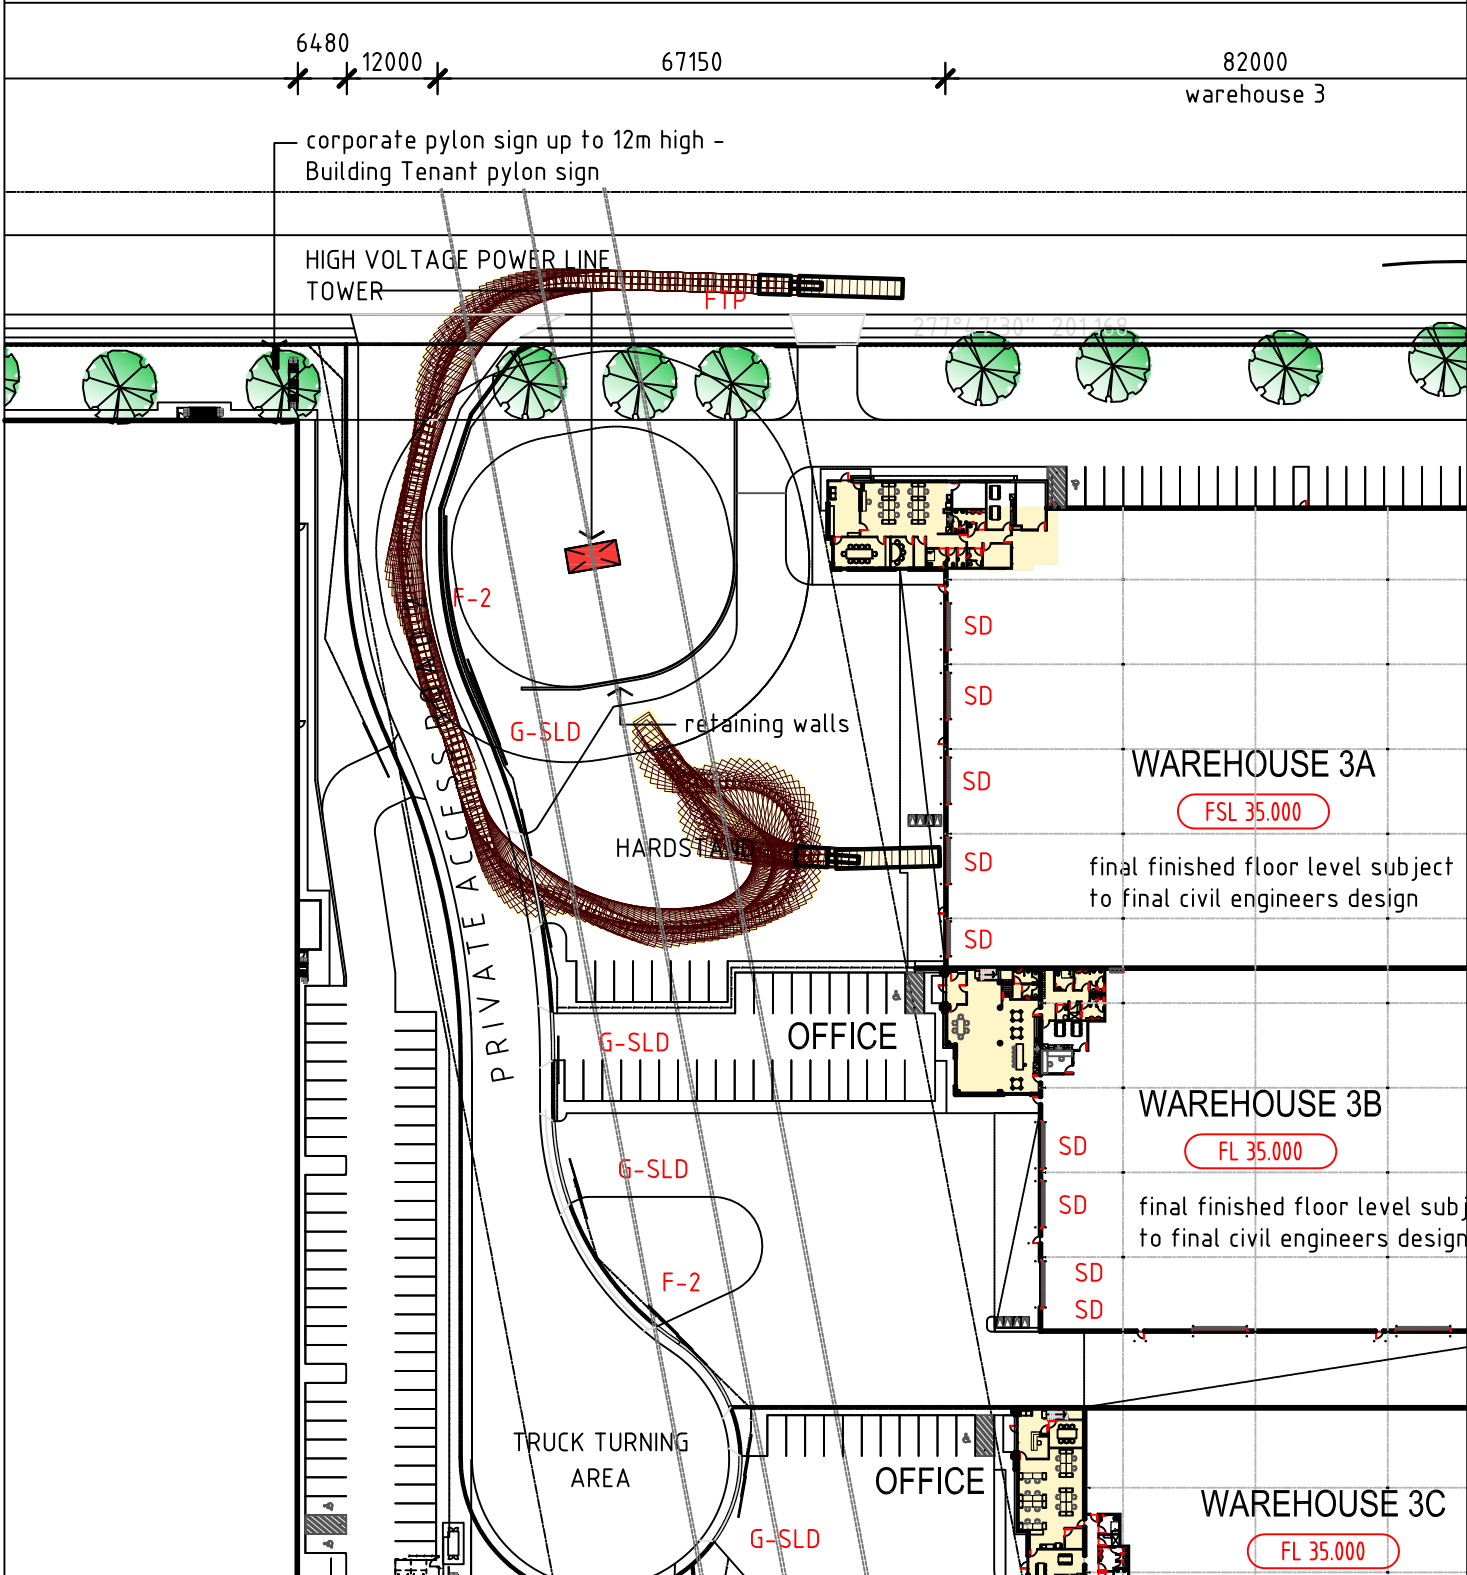 6480
12000
67150
82000
warehouse 3
corporate pylon sign up to 12m high -
Building Tenant pylon sign
HIGH VOLTAGE POWER LINE
TOWER
FTP
F-2
SD
SD
G-SLD
retaining walls
WAREHOUSE 3A
SD
FSL 35.000
HARDSTAND
SD
final finished floor level subject
to final civil engineers design
SD
PRIVATE ACCESS ROAD
OFFICE
G-SLD
WAREHOUSE 3B
SD
FL 35.000
G-SLD
SD
final finished floor level subj
to final civil engineers design
SD
F-2
SD
TRUCK TURNING
AREA
OFFICE
WAREHOUSE 3C
G-SLD
FL 35.000